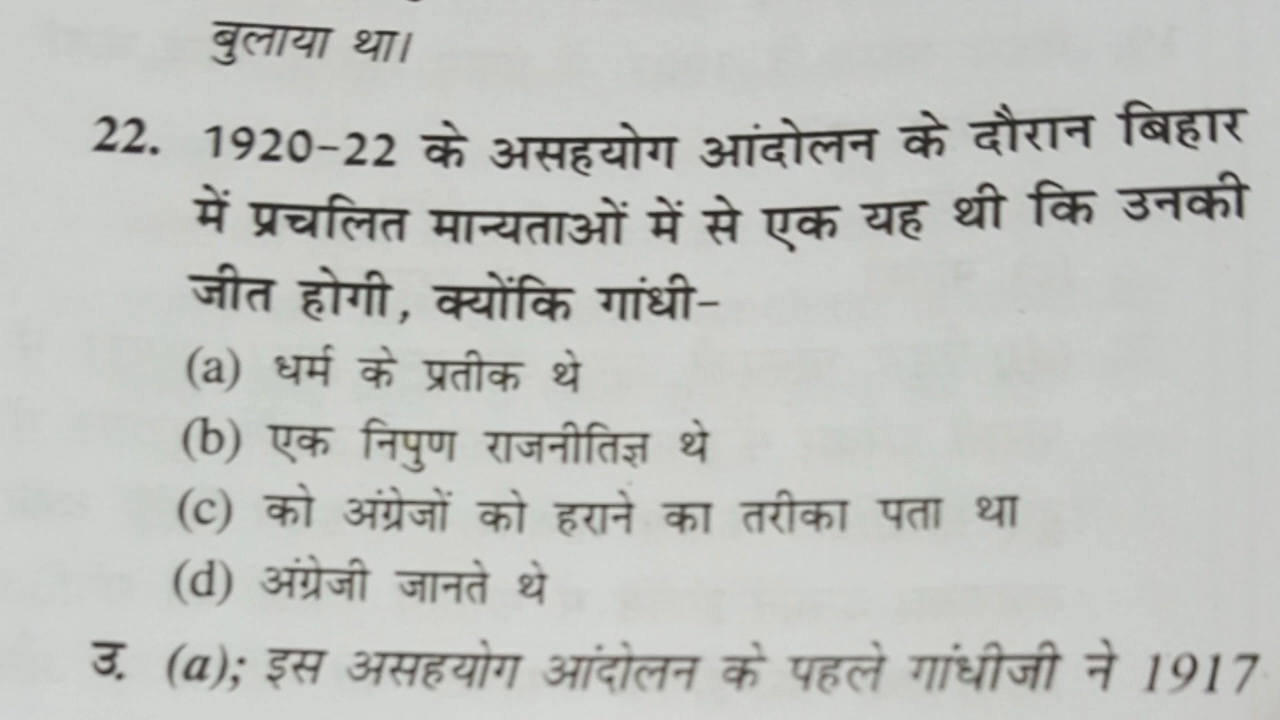 बुलाया था।
22. 1920-22 के असहयोग आंदोलन के दौरान बिहार
में प्रचलित मान्यताओं में से एक यह थी कि उनकी
जीत होगी, क्योंकि गांधी-
(a) धर्म के प्रतीक थे
(b) एक निपुण राजनीतिज्ञ थे
(c) को अंग्रेजों को हराने का तरीका पता था
(d) अंग्रेजी जानते थे
उ. (a); इस असहयोग आंदोलन के पहले गांधीजी ने 1917